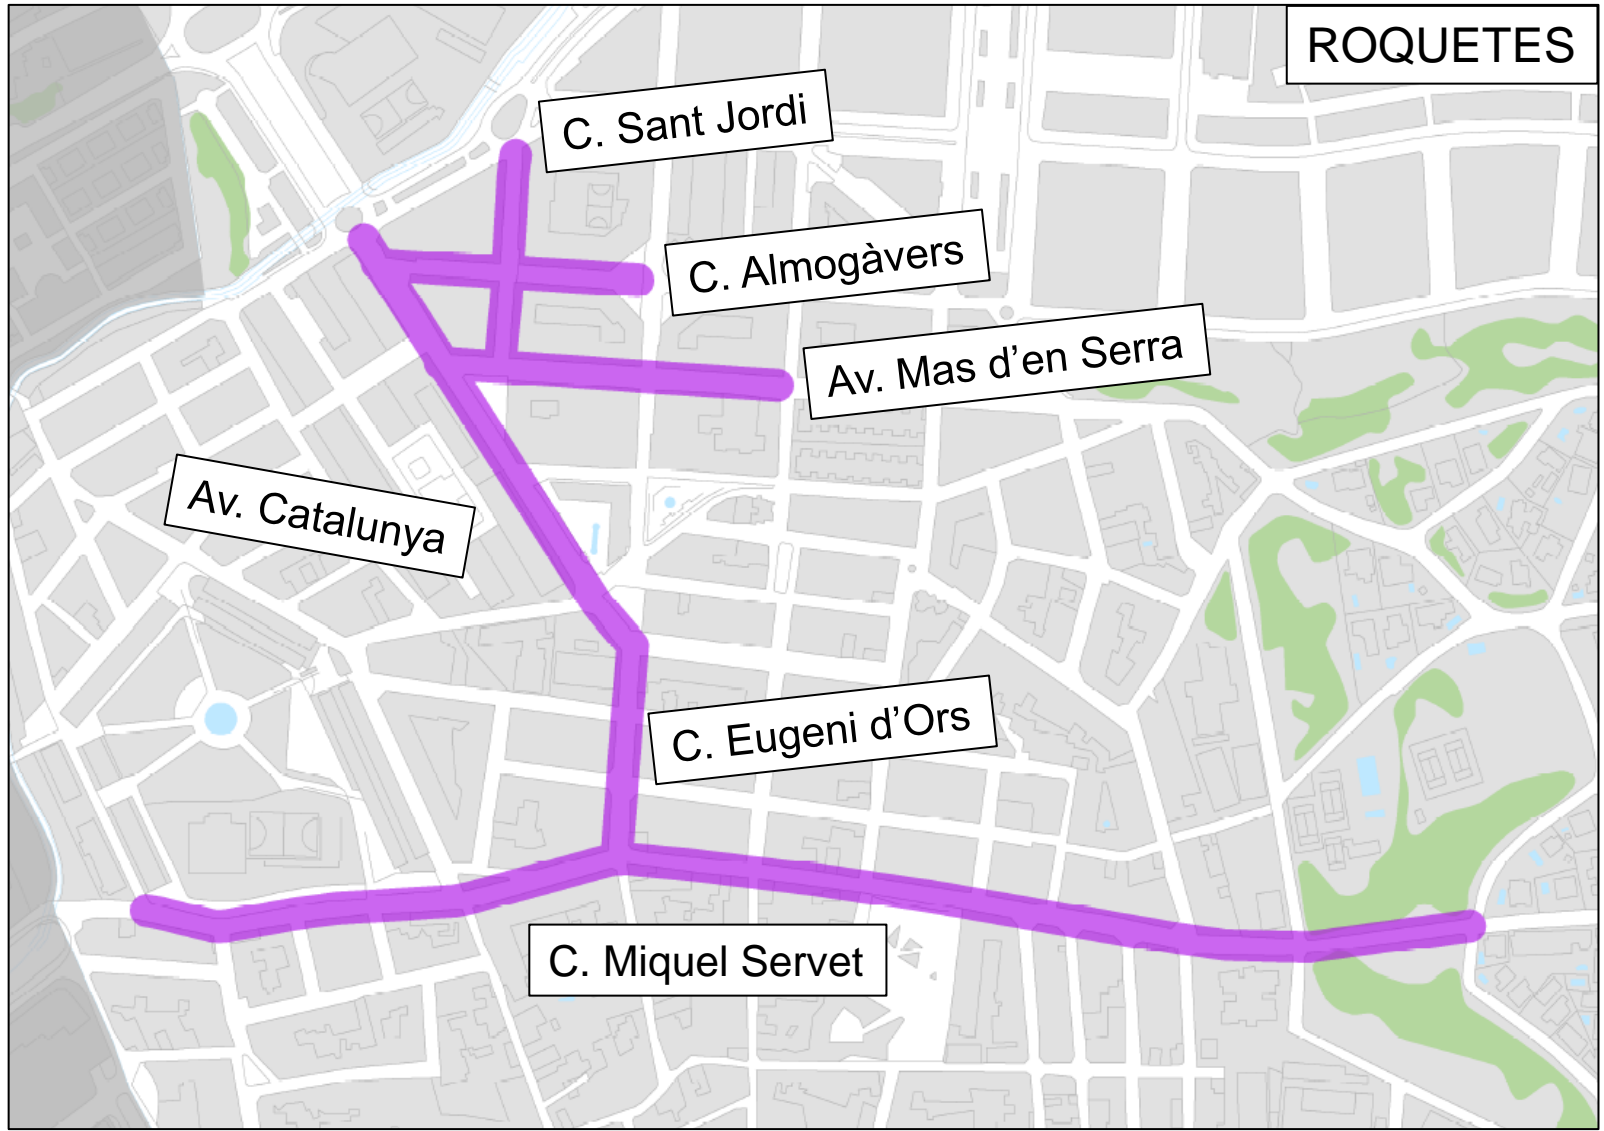 ROQUETES
C. Sant Jordi
C. Almogàvers
Av. Mas d’en Serra
Av. Catalunya
C. Eugeni d’Ors
C. Miquel Servet